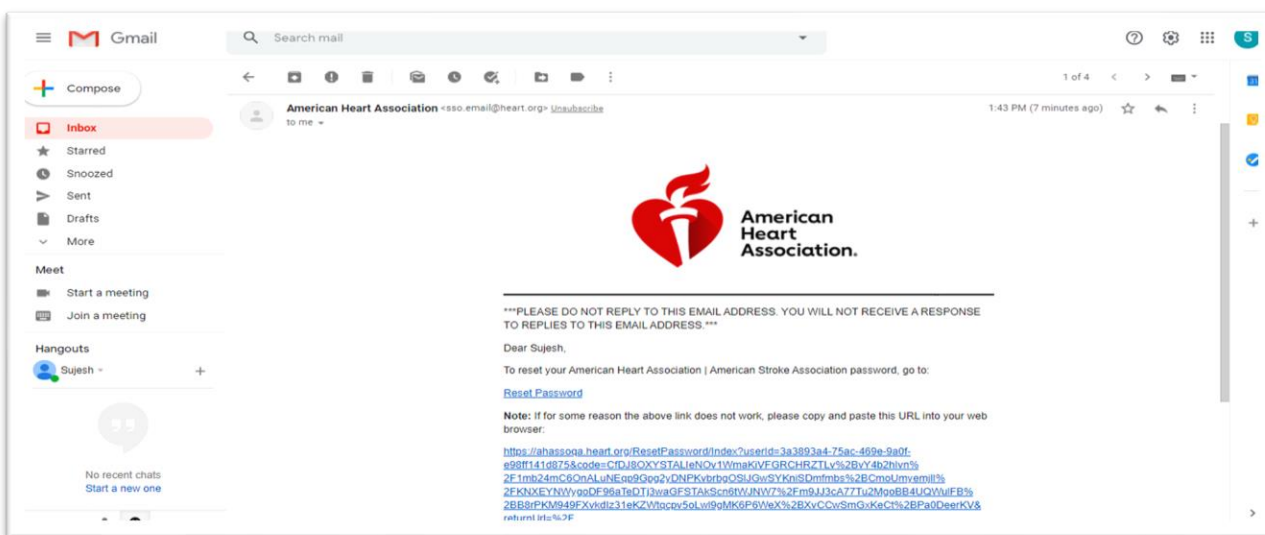 Gmail
Search mail
S
Compose
1 of 4
American Heart Association <sso.email@heart.org> Unsubscribe
1:43 PM (7 minutes ago)
to me
Inbox
Starred
Snoozed
Sent
Drafts
More
Meet
Start a meeting
Join a meeting
Hangouts
Sujesh
No recent chats
Start a new one
American
Heart
Association.
***PLEASE DO NOT REPLY TO THIS EMAIL ADDRESS. YOU WILL NOT RECEIVE A RESPONSE
TO REPLIES TO THIS EMAIL ADDRESS.***
Dear Sujesh,
To reset your American Heart Association | American Stroke Association password, go to:
Reset Password
Note: If for some reason the above link does not work, please copy and paste this URL into your web
browser:
https://ahassoqa.heart.org/ResetPassword/Index?userId=3a3893a4-75ac-469e-9a0f-
e98ff141d875&code=CfDJ8OXYSTALIeNOv1WmaKiVFGRCHRZTLv%2BvY4b2hlvn%